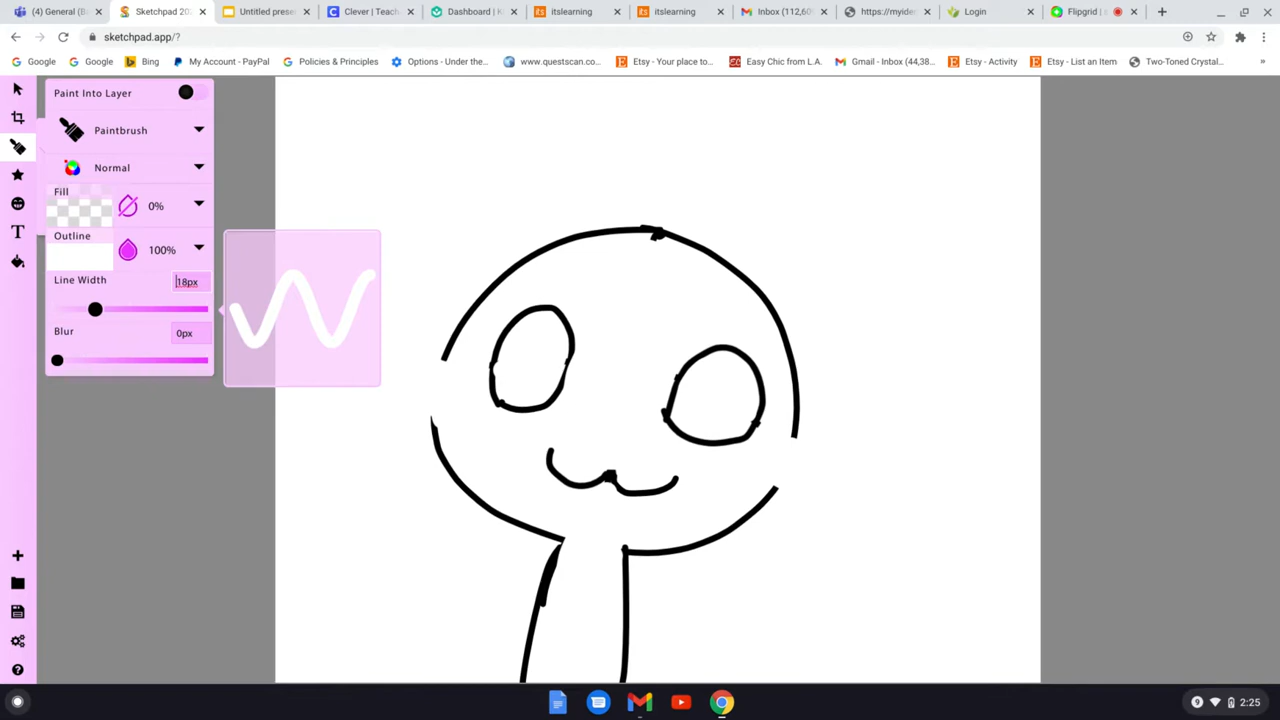 (4) General (B
Sketchpad 20
Untitled prese
Clever | Teach
Dashboard | K
itslearning
itslearning
Inbox (112,60
https://myide
Login
Flipgrid |
sketchpad.app/?
Google
Google
Bing
My Account - PayPal
Policies & Principles
Options - Under the...
www.questscan.co...
Etsy - Your place to...
Easy Chic from L.A.
Gmail - Inbox (44,38...
Etsy - Activity
Etsy - List an Item
Two-Toned Crystal...
»
Paint Into Layer
Paintbrush
Normal
Fill
0%
Outline
100%
Line Width
18px
Blur
0px
T
9
2:25